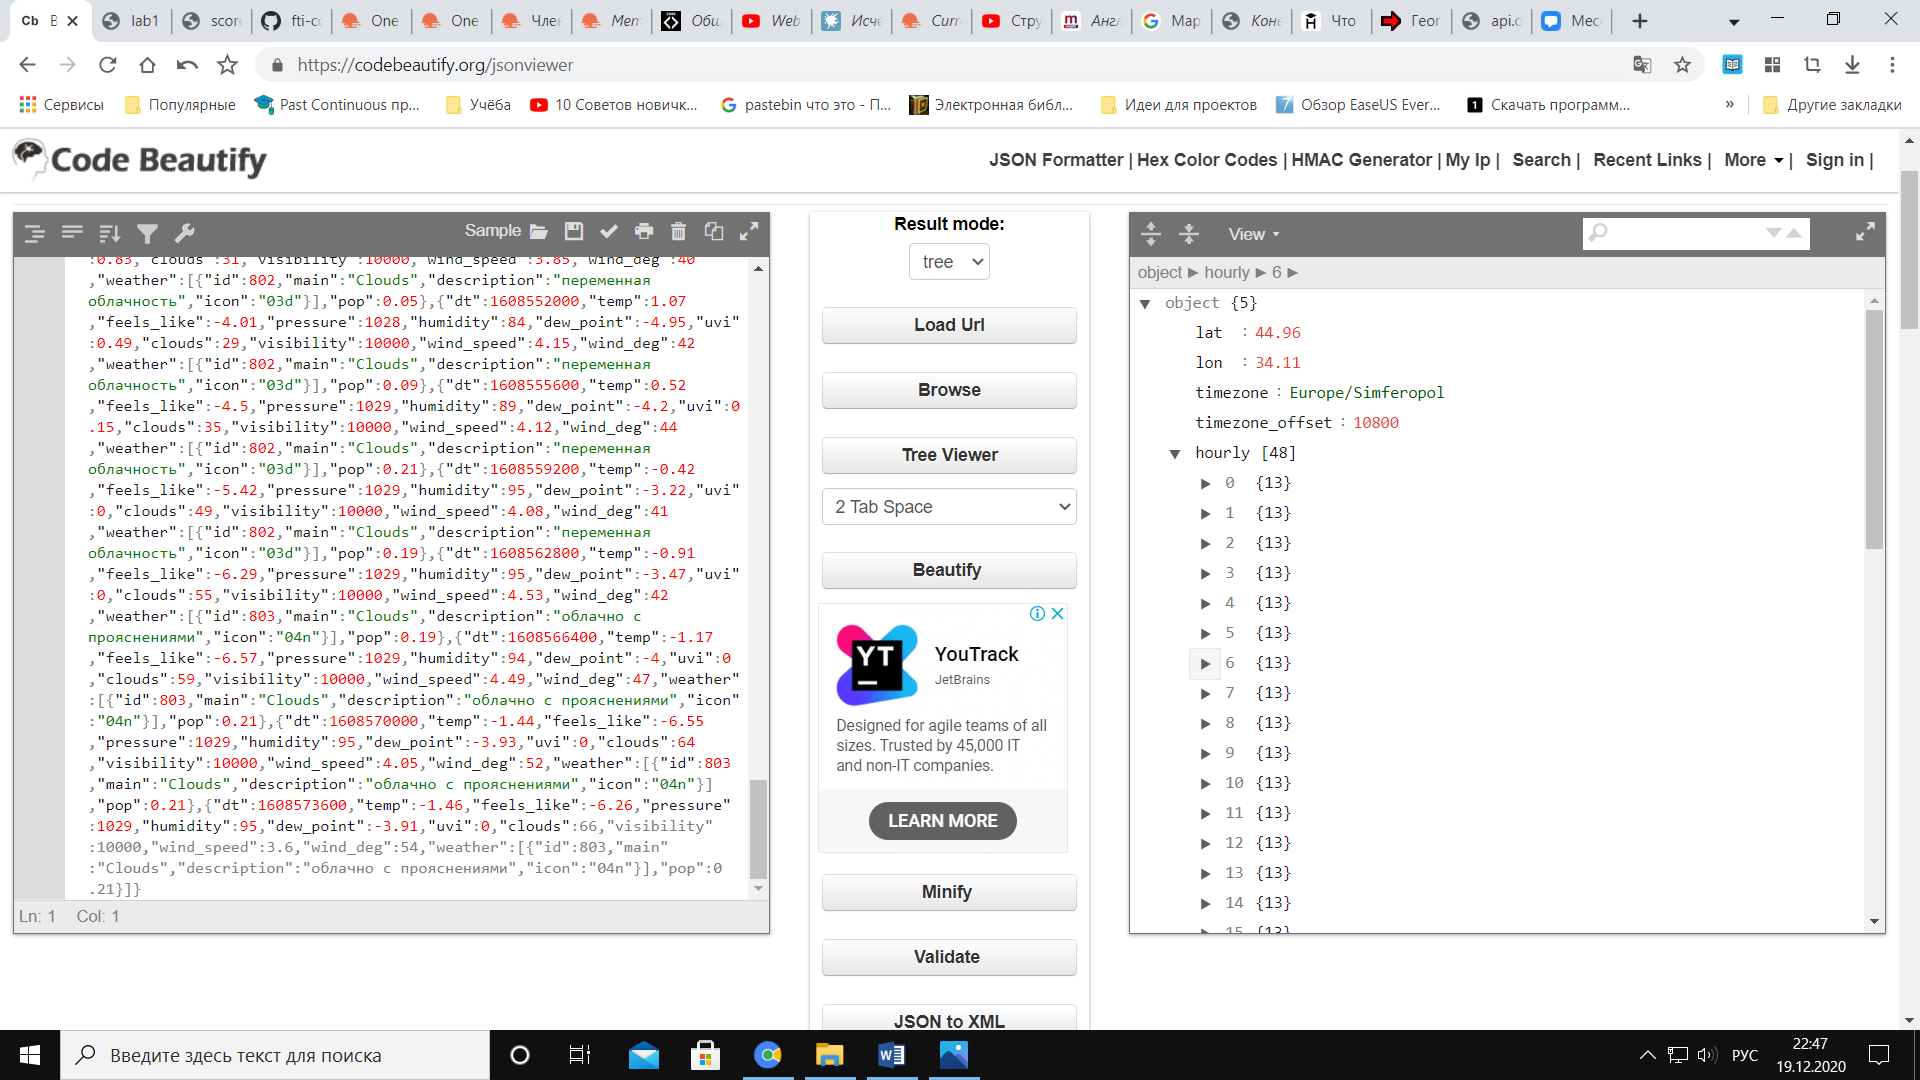 Cb B
lab1
scor
fti-co
One
One
Член
Mem
Общ
Web
Исче
Curr
Стру
Англ
Мар
Коне
Что
Геог
api.o
Мес
https://codebeautify.org/jsonviewer
Сервисы
Популярные
Past Continuous пр...
Учёба
10 Советов новичк...
pastebin что это - П...
Электронная библ...
Идеи для проектов
Обзор EaseUS Ever...
Скачать программ...
»
Другие закладки
Code Beautify
JSON Formatter | Hex Color Codes | HMAC Generator | My Ip | Search | Recent Links | More | Sign in |
Sample
:0.83,"clouds":31,"visibility":10000,"wind_speed":3.85,"wind_deg":40
,"weather":[{"id":802,"main":"Clouds","description":"переменная
облачность","icon":"03d"}],"pop":0.05},{"dt":1608552000,"temp":1.07
,"feels_like":-4.01,"pressure":1028,"humidity":84,"dew_point":-4.95,"uvi"
:0.49,"clouds":29,"visibility":10000,"wind_speed":4.15,"wind_deg":42
,"weather":[{"id":802,"main":"Clouds","description":"переменная
облачность","icon":"03d"}],"pop":0.09},{"dt":1608555600,"temp":0.52
,"feels_like":-4.5,"pressure":1029,"humidity":89,"dew_point":-4.2,"uvi":0
.15,"clouds":35,"visibility":10000,"wind_speed":4.12,"wind_deg":44
,"weather":[{"id":802,"main":"Clouds","description":"переменная
облачность","icon":"03d"}],"pop":0.21},{"dt":1608559200,"temp":-0.42
,"feels_like":-5.42,"pressure":1029,"humidity":95,"dew_point":-3.22,"uvi"
:0,"clouds":49,"visibility":10000,"wind_speed":4.08,"wind_deg":41
,"weather":[{"id":802,"main":"Clouds","description":"переменная
облачность","icon":"03d"}],"pop":0.19},{"dt":1608562800,"temp":-0.91
,"feels_like":-6.29,"pressure":1029,"humidity":95,"dew_point":-3.47,"uvi"
:0,"clouds":55,"visibility":10000,"wind_speed":4.53,"wind_deg":42
,"weather":[{"id":803,"main":"Clouds","description":"облачно с
прояснениями","icon":"04n"}],"pop":0.19},{"dt":1608566400,"temp":-1.17
,"feels_like":-6.57,"pressure":1029,"humidity":94,"dew_point":-4,"uvi":0
,"clouds":59,"visibility":10000,"wind_speed":4.49,"wind_deg":47,"weather"
:[{"id":803,"main":"Clouds","description":"облачно с прояснениями","icon"
:"04n"}],"pop":0.21},{"dt":1608570000,"temp":-1.44,"feels_like":-6.55
,"pressure":1029,"humidity":95,"dew_point":-3.93,"uvi":0,"clouds":64
,"visibility":10000,"wind_speed":4.05,"wind_deg":52,"weather":[{"id":803
,"main":"Clouds","description":"облачно с прояснениями","icon":"04n"}]
,"pop":0.21},{"dt":1608573600,"temp":-1.46,"feels_like":-6.26,"pressure"
:1029,"humidity":95,"dew_point":-3.91,"uvi":0,"clouds":66,"visibility"
:10000,"wind_speed":3.6,"wind_deg":54,"weather":[{"id":803,"main"
:"Clouds","description":"облачно с прояснениями","icon":"04n"}],"pop":0
.21}]}
Ln: 1 Col: 1
Result mode:
tree
Load Url
Browse
Tree Viewer
2 Tab Space
Beautify
YT
YouTrack
JetBrains
Designed for agile teams of all
sizes. Trusted by 45,000 IT
and non-IT companies.
LEARN MORE
Minify
Validate
JSON to XML
View
object ► hourly ► 6 ►
object {5}
lat : 44.96
lon : 34.11
timezone : Europe/Simferopol
timezone_offset : 10800
hourly [48]
0 {13}
1 {13}
2 {13}
3 {13}
4 {13}
5 {13}
6 {13}
7 {13}
8 {13}
9 {13}
10 {13}
11 {13}
12 {13}
13 {13}
14 {13}
15 {13}
Введите здесь текст для поиска
РУС
22:47
19.12.2020